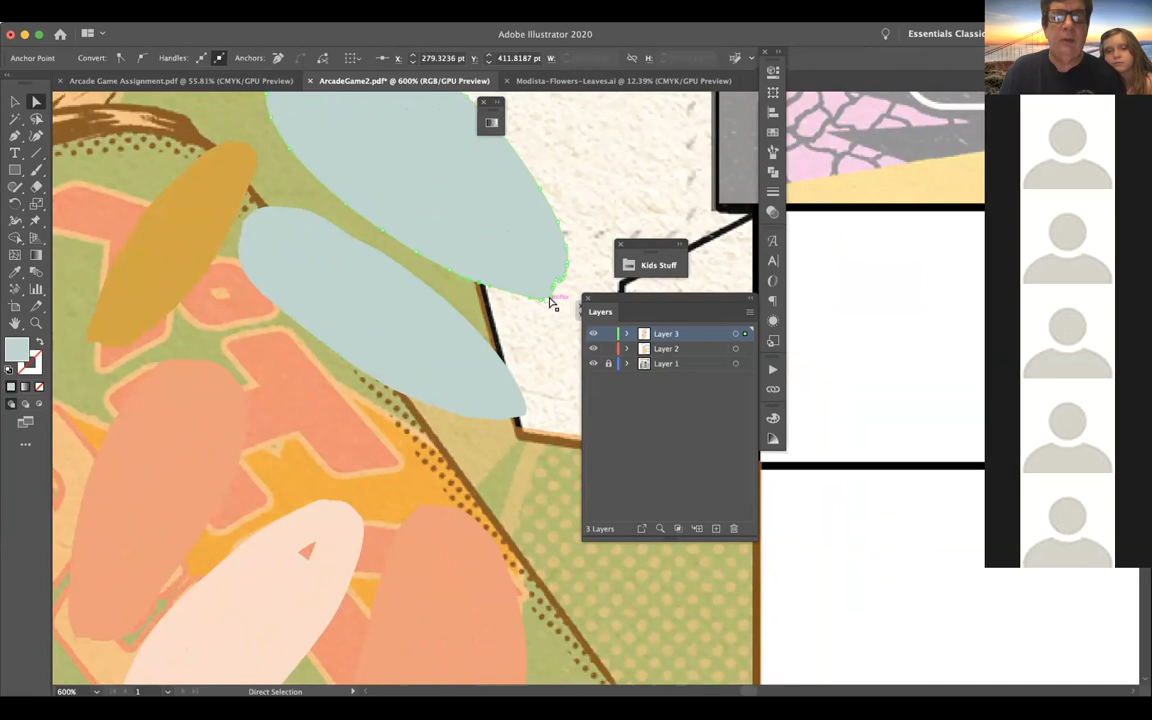 Adobe Illustrator 2020
Essentials Classic
Anchor Point
Convert:
Handles:
Anchors:
X: 279.3236 pt
Y: 411.8187 pt
W:
H:
× Arcade Game Assignment.pdf @ 55.81% (CMYK/GPU Preview)
× ArcadeGame2.pdf* @ 600% (RGB/GPU Preview)
× Modista-Flowers-Leaves.ai @ 12.39% (CMYK/GPU Preview)
Kids Stuff
Layers
Layer 3
Layer 2
Layer 1
3 Layers
600%
1
Direct Selection